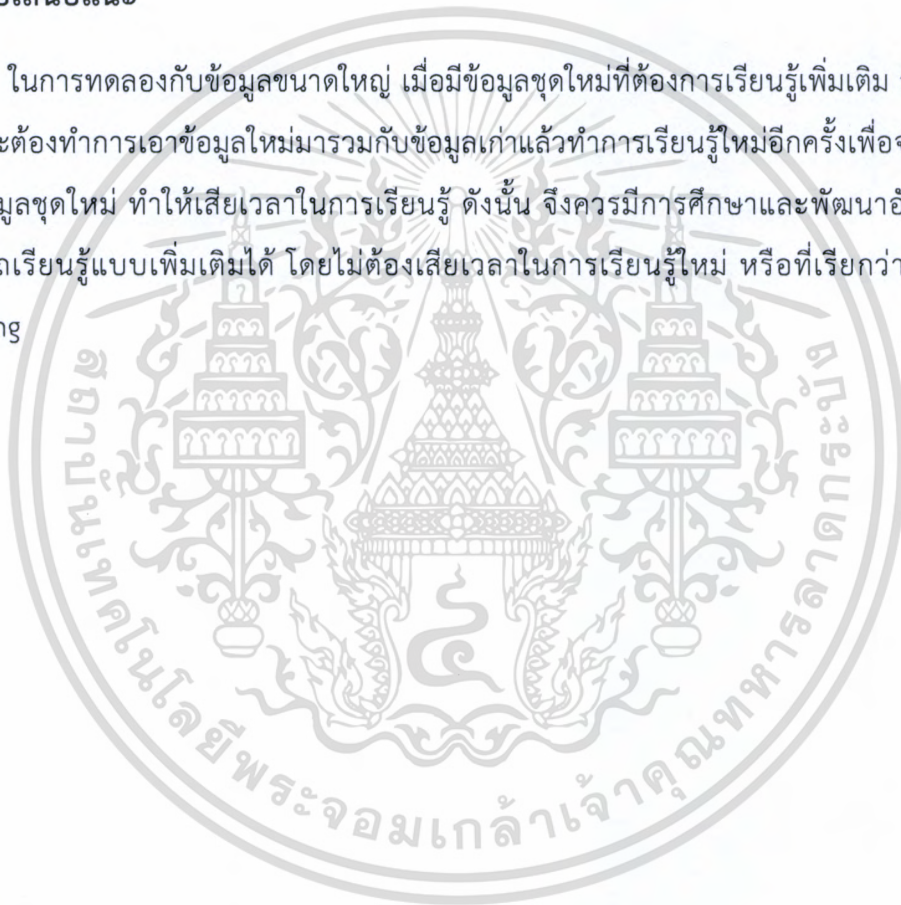 ในการทดลองกับข้อมูลขนาดใหญ่ เมื่อมีข้อมูลชุดใหม่ที่ต้องการเรียนรู้เพิ่มเติม
ะต้องทำการเอาข้อมูลใหม่มารวมกับข้อมูลเก่าแล้วทำการเรียนรู้ใหม่อีกครั้งเพื่อจ
มูลชุดใหม่ ทำให้เสียเวลาในการเรียนรู้ ดังนั้น จึงควรมีการศึกษาและพัฒนาอั
ถเรียนรู้แบบเพิ่มเติมได้ โดยไม่ต้องเสียเวลาในการเรียนรู้ใหม่ หรือที่เรียกว่า
ng
สถาบันเทคโนโลยีพระจอมเกล้าเจ้าคุณทหารลาดกระบัง